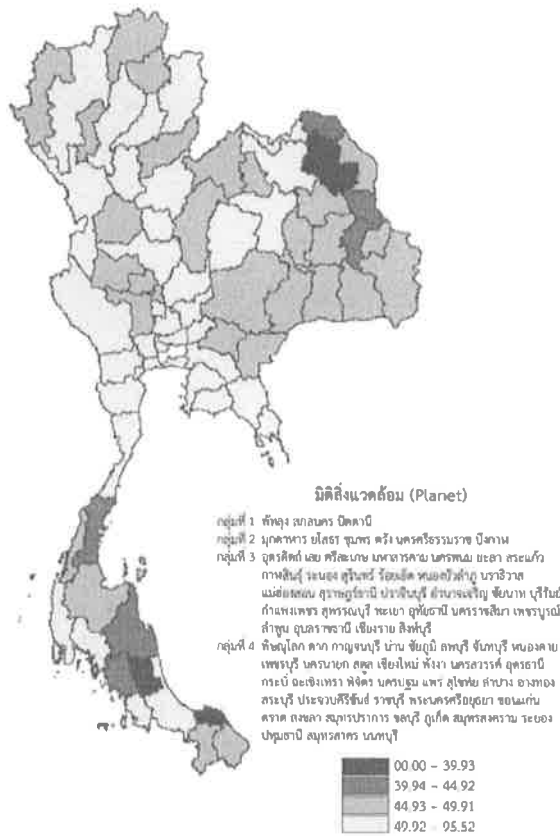 มิติสิ่งแวดล้อม (Planet)
กลุ่มที่ 1 พัทลุง สกลนคร ปัตตานี
กลุ่มที่ 2 มุกดาหาร ยโสธร ชุมพร ตรัง นครศรีธรรมราช บึงกาฬ
กลุ่มที่ 3 อุตรดิตถ์ เลย ศรีสะเกษ มหาสารคาม นครพนม ยะลา สระแก้ว
กาฬสินธุ์ ระนอง สุรินทร์ ร้อยเอ็ด หนองบัวลำภู นราธิวาส
แม่ฮ่องสอน สุราษฎร์ธานี ปราจีนบุรี อำนาจเจริญ ชัยนาท บุรีรัมย์
กำแพงเพชร สุพรรณบุรี พะเยา อุทัยธานี นครราชสีมา เพชรบูรณ์
ลำพูน อุบลราชธานี เชียงราย สิงห์บุรี
กลุ่มที่ 4 พิษณุโลก ตาก กาญจนบุรี น่าน ชัยภูมิ ลพบุรี จันทบุรี หนองคาย
เพชรบุรี นครนายก สตูล เชียงใหม่ พังงา นครสวรรค์ อุดรธานี
กระบี่ ฉะเชิงเทรา พิจิตร นครปฐม แพร่ สุโขทัย ลำปาง อ่างทอง
สระบุรี ประจวบคีรีขันธ์ ราชบุรี พระนครศรีอยุธยา ขอนแก่น
ตราด สงขลา สมุทรปราการ ชลบุรี ภูเก็ต สมุทรสงคราม ระยอง
ปทุมธานี สมุทรสาคร นนทบุรี
00.00 - 39.93
39.94 - 44.92
44.93 - 49.91
49.92 - 95.52